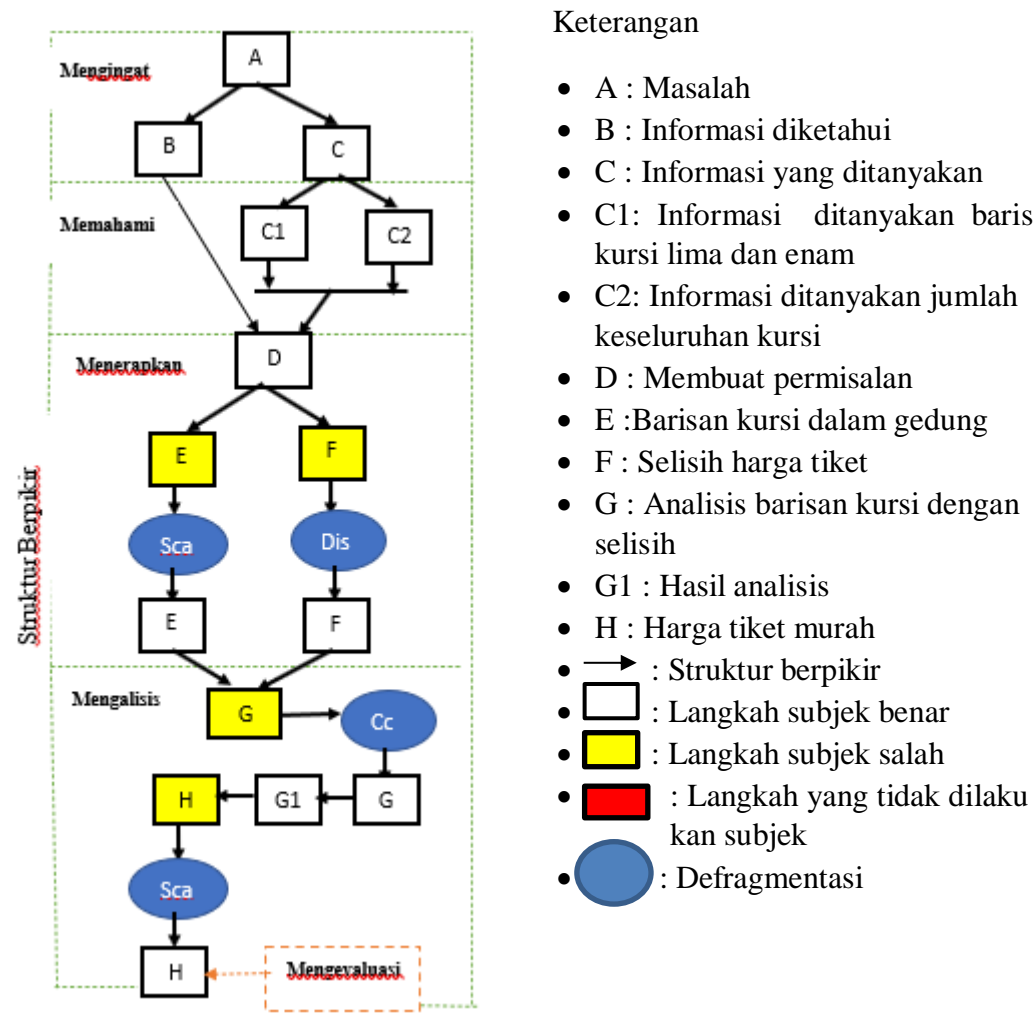 Struktur Berpikir
Mengingat
A
B
C
Memahami
C1
C2
Menerapkan
D
E
F
Sca
Dis
E
F
Mengalisis
G
Cc
H
G1
G
Sca
H
Mengevaluasi
Keterangan
• A : Masalah
• B : Informasi diketahui
• C : Informasi yang ditanyakan
• C1: Informasi ditanyakan baris
kursi lima dan enam
• C2: Informasi ditanyakan jumlah
keseluruhan kursi
• D : Membuat permisalan
• E :Barisan kursi dalam gedung
• F : Selisih harga tiket
• G : Analisis barisan kursi dengan
selisih
• G1 : Hasil analisis
• H : Harga tiket murah
• : Struktur berpikir
• : Langkah subjek benar
• : Langkah subjek salah
• : Langkah yang tidak dilaku
kan subjek
• : Defragmentasi